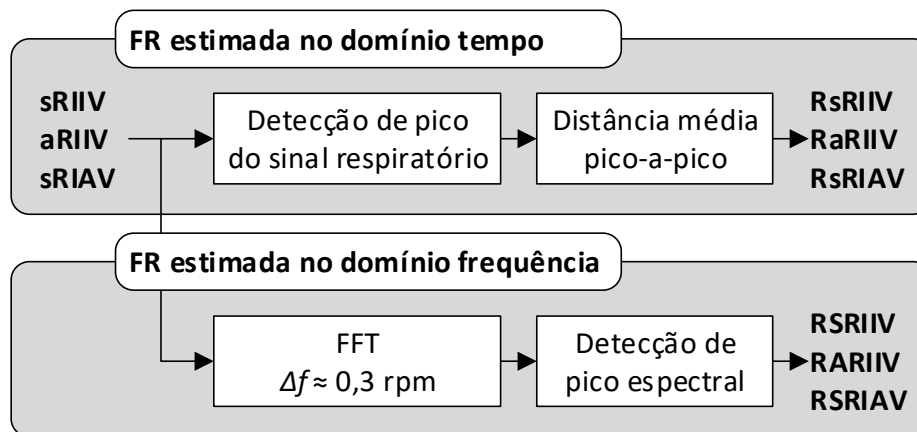 FR estimada no domínio tempo
sRIIV
aRIIV
sRIAV
Detecção de pico
do sinal respiratório
Distância média
pico-a-pico
RsRIIV
RaRIIV
RsRIAV
FR estimada no domínio frequência
FFT
Δf ≈ 0,3 rpm
Detecção de
pico espectral
RSRIIV
RARIIV
RSRIAV